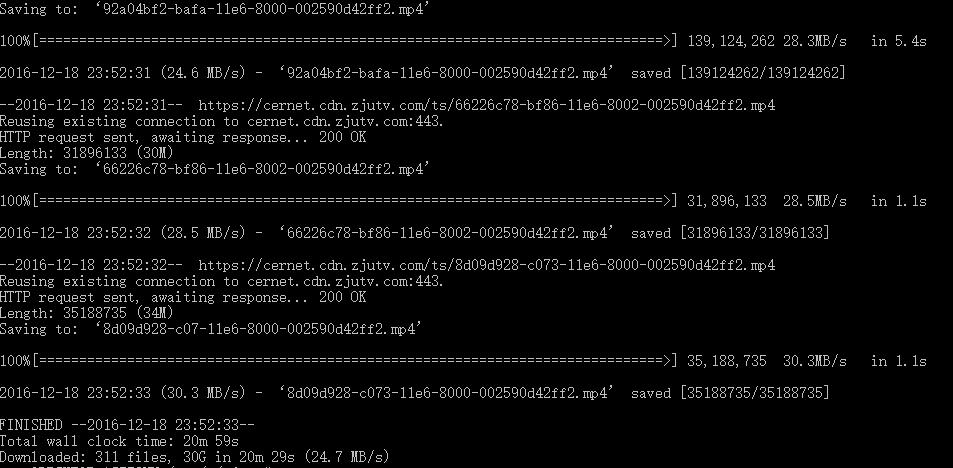 Saving to: ‘92a04bf2-bafa-11e6-8000-002590d42ff2.mp4’
100%[===============================================================================>] 139,124,262 28.3MB/s in 5.4s
2016-12-18 23:52:31 (24.6 MB/s) - ‘92a04bf2-bafa-11e6-8000-002590d42ff2.mp4’ saved [139124262/139124262]
--2016-12-18 23:52:31-- https://cernet.cdn.zjutv.com/ts/66226c78-bf86-11e6-8002-002590d42ff2.mp4
Reusing existing connection to cernet.cdn.zjutv.com:443.
HTTP request sent, awaiting response... 200 OK
Length: 31896133 (30M)
Saving to: ‘66226c78-bf86-11e6-8002-002590d42ff2.mp4’
100%[===============================================================================>] 31,896,133 28.5MB/s in 1.1s
2016-12-18 23:52:32 (28.5 MB/s) - ‘66226c78-bf86-11e6-8002-002590d42ff2.mp4’ saved [31896133/31896133]
--2016-12-18 23:52:32-- https://cernet.cdn.zjutv.com/ts/8d09d928-c073-11e6-8000-002590d42ff2.mp4
Reusing existing connection to cernet.cdn.zjutv.com:443.
HTTP request sent, awaiting response... 200 OK
Length: 35188735 (34M)
Saving to: ‘8d09d928-c07-11e6-8000-002590d42ff2.mp4’
100%[===============================================================================>] 35,188,735 30.3MB/s in 1.1s
2016-12-18 23:52:33 (30.3 MB/s) - ‘8d09d928-c073-11e6-8000-002590d42ff2.mp4’ saved [35188735/35188735]
FINISHED --2016-12-18 23:52:33--
Total wall clock time: 20m 59s
Downloaded: 311 files, 30G in 20m 29s (24.7 MB/s)